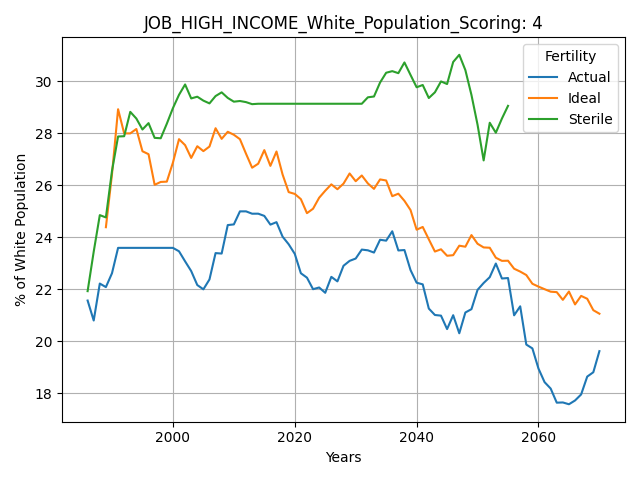 JOB_HIGH_INCOME_White_Population_Scoring: 4
% of White Population
30
28
26
24
22
20
18
2000
2020
2040
2060
Years
Fertility
Actual
Ideal
Sterile